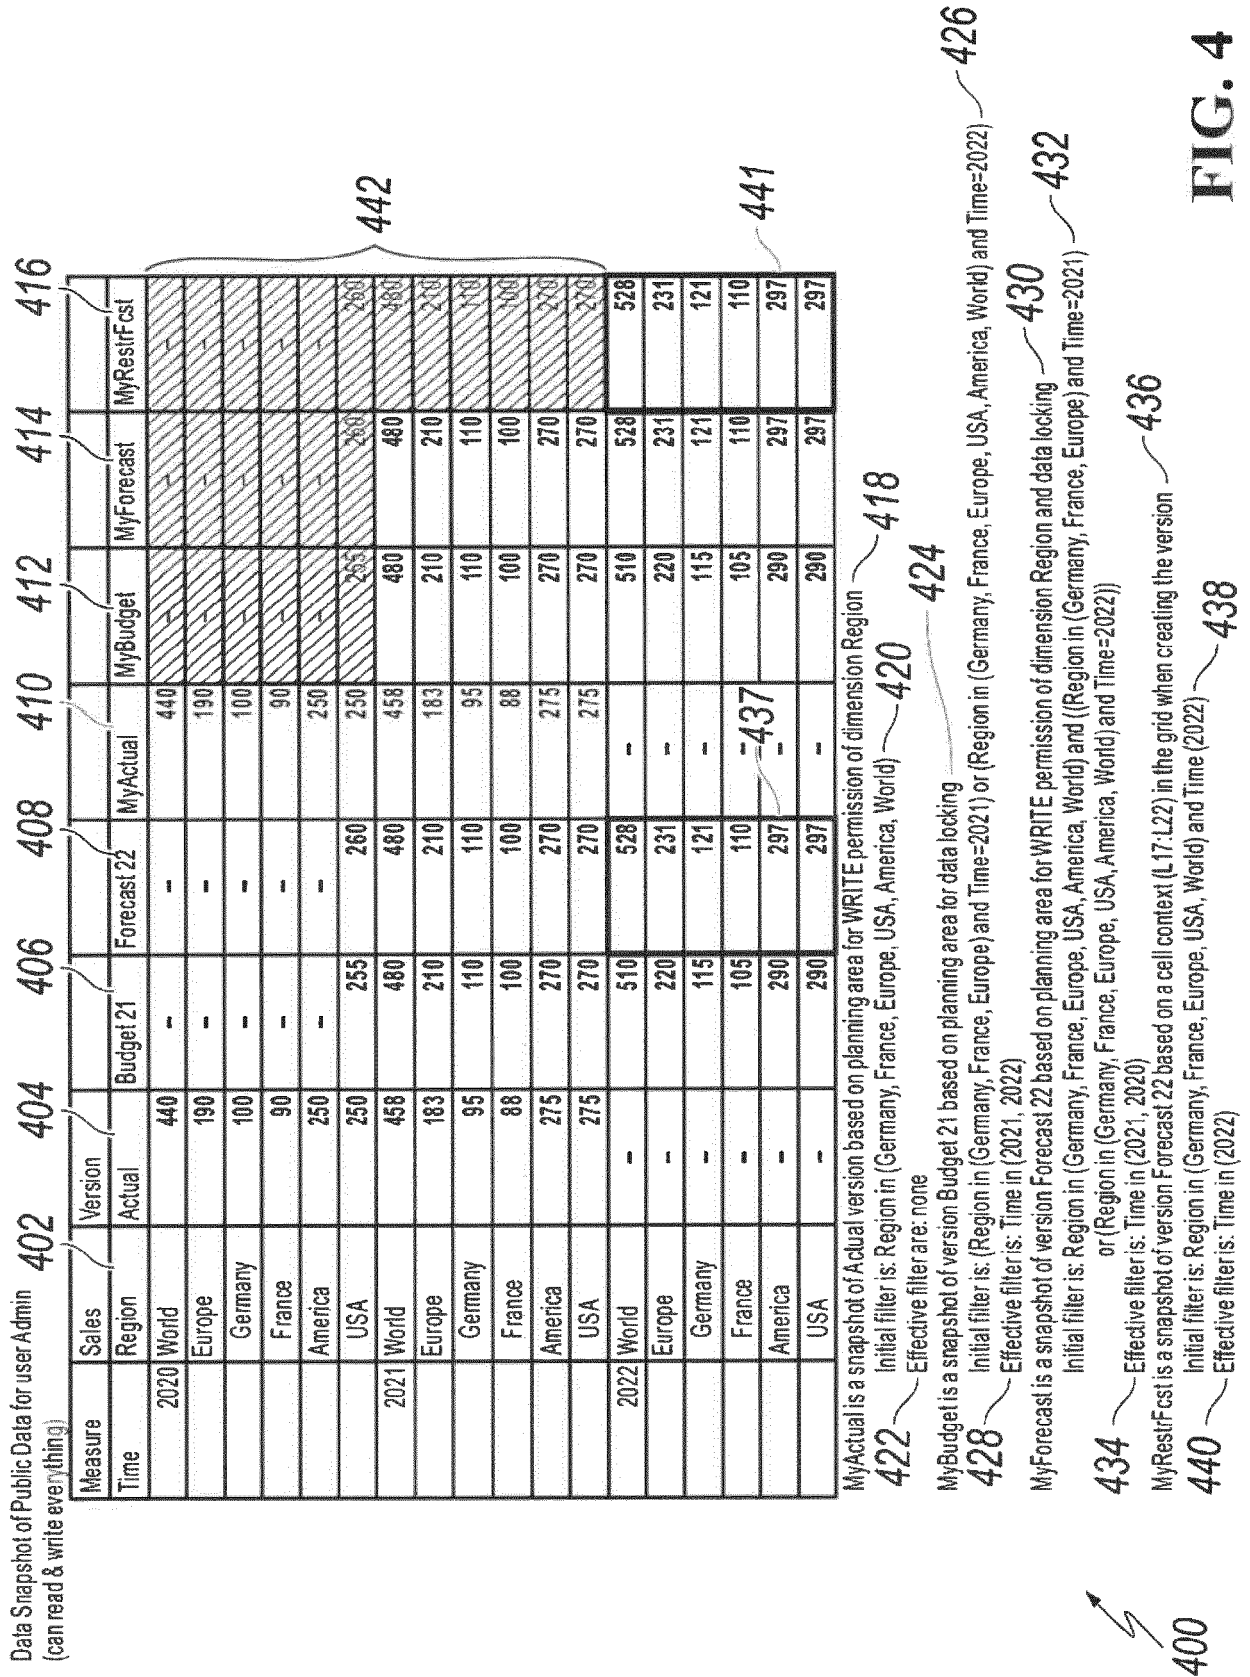 Data Snapshot of Public Data for user Admin
(can read & write everything)
402 404 406 408 410 412 414 416
Measure Sales Version
Time Region Actual Budget 21 Forecast 22 MyActual MyBudget MyForecast MyRestrFcst
2020 World 440 - - 440 - - -
Europe 190 - - 190 - - -
Germany 100 - - 100 - - -
France 90 - - 90 - - -
America 250 - - 250 - - -
USA 250 255 260 250 255 260 260
2021 World 458 480 480 458 480 480 480
Europe 183 210 210 183 210 210 210
Germany 95 110 110 95 110 110 110
France 88 100 100 88 100 100 100
America 275 270 270 275 270 270 270
USA 275 270 270 275 270 270 270
2022 World - 510 528 - 510 528 528
Europe - 220 231 - 220 231 231
Germany - 115 121 - 115 121 121
France - 105 110 - 105 110 110
America - 290 297 - 290 297 297
USA - 290 297 - 290 297 297
442
437
441
MyActual is a snapshot of Actual version based on planning area for WRITE permission of dimension Region 418
Initial filter is: Region in (Germany, France, Europe, USA, America, World) 420
422 Effective filter are: none
MyBudget is a snapshot of version Budget 21 based on planning area for data locking 424
Initial filter is: (Region in (Germany, France, Europe) and Time=2021) or (Region in (Germany, France, Europe, USA, America, World) and Time=2022) 426
428 Effective filter is: Time in (2021, 2022)
MyForecast is a snapshot of version Forecast 22 based on planning area for WRITE permission of dimension Region and data locking 430
Initial filter is: Region in (Germany, France, Europe, USA, America, World) and ((Region in (Germany, France, Europe) and Time=2021) 432
or (Region in (Germany, France, Europe, USA, America, World) and Time=2022))
434 Effective filter is: Time in (2021, 2020)
MyRestrFcst is a snapshot of version Forecast 22 based on a cell context (L17:L22) in the grid when creating the version 436
Initial filter is: Region in (Germany, France, Europe, USA, World) and Time (2022) 438
440 Effective filter is: Time in (2022)
400
FIG. 4